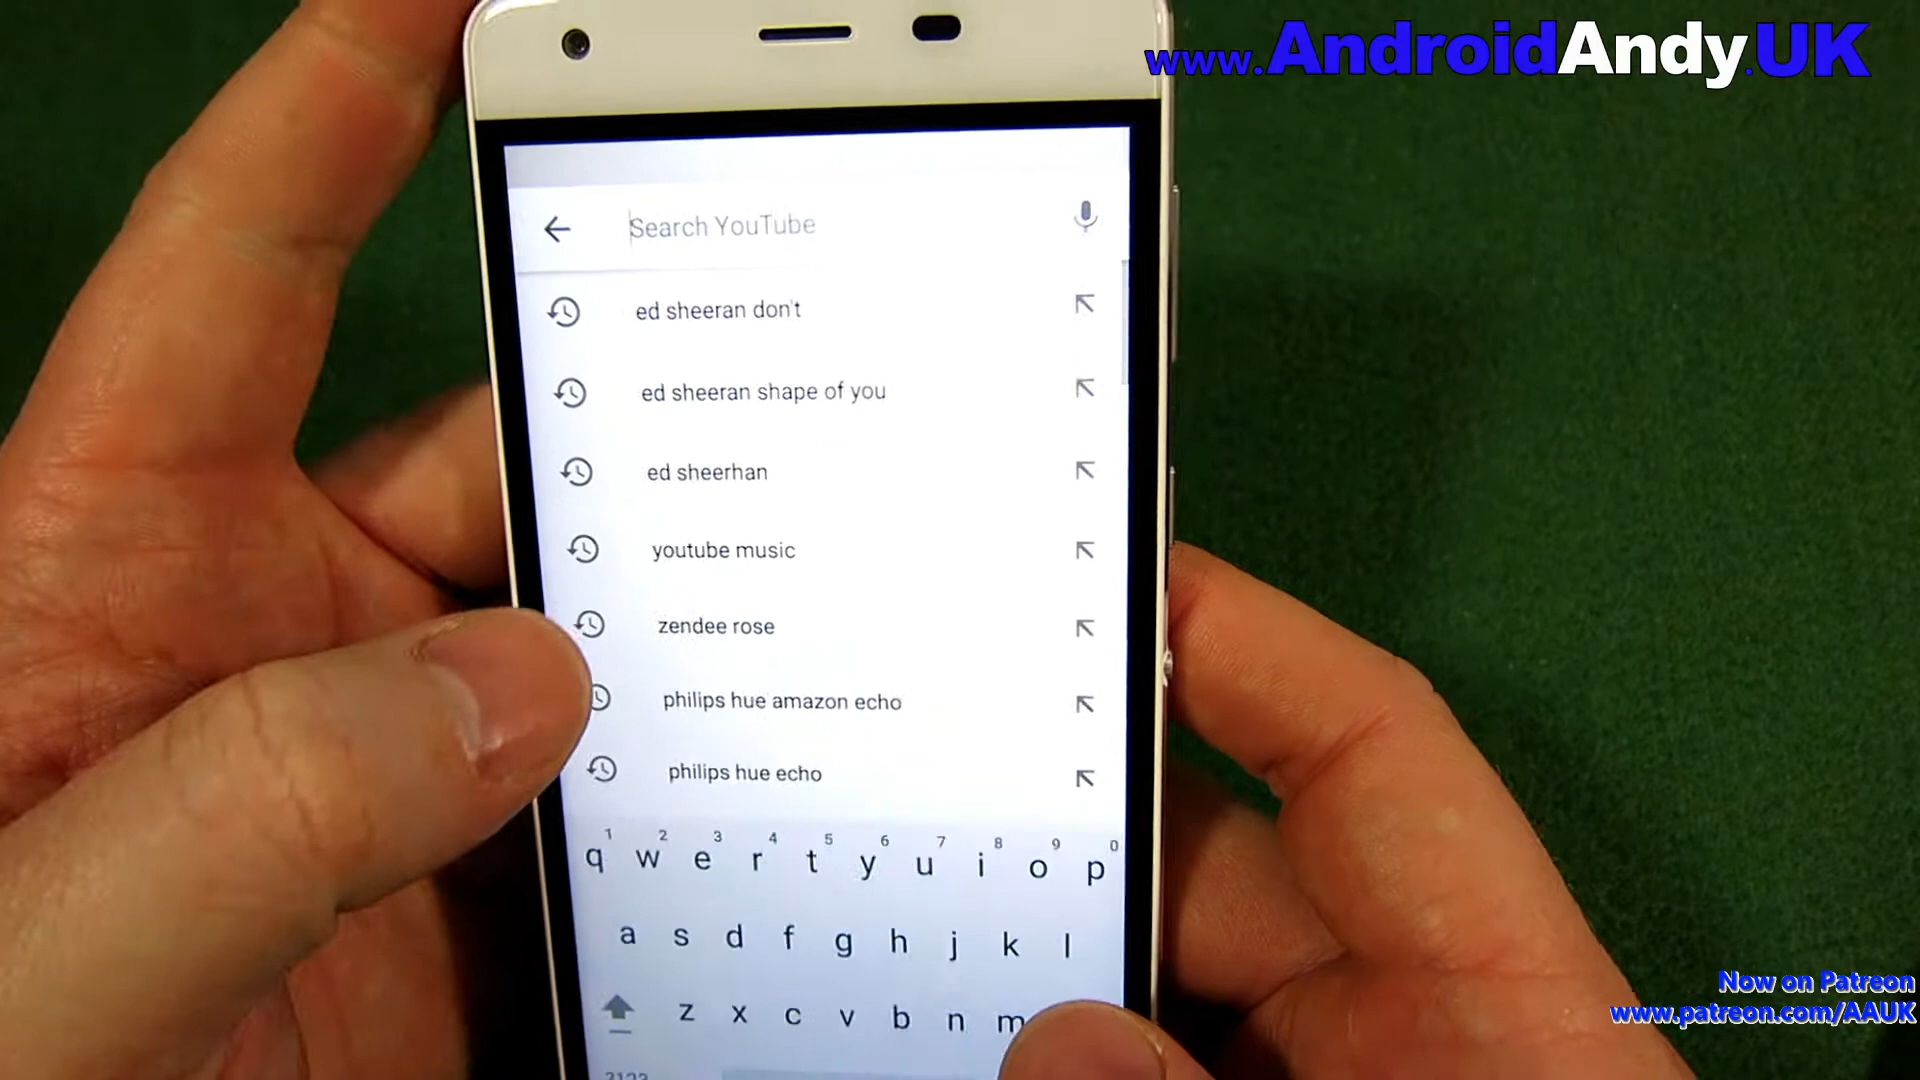 www.AndroidAndy.UK
Search YouTube
ed sheeran don't
ed sheeran shape of you
ed sheerhan
youtube music
zendee rose
philips hue amazon echo
philips hue echo
1 2 3 4 5 6 7 8 9 0
q w e r t y u i o p
a s d f g h j k l
z x c v b n m
Now on Patreon
www.patreon.com/AAUK